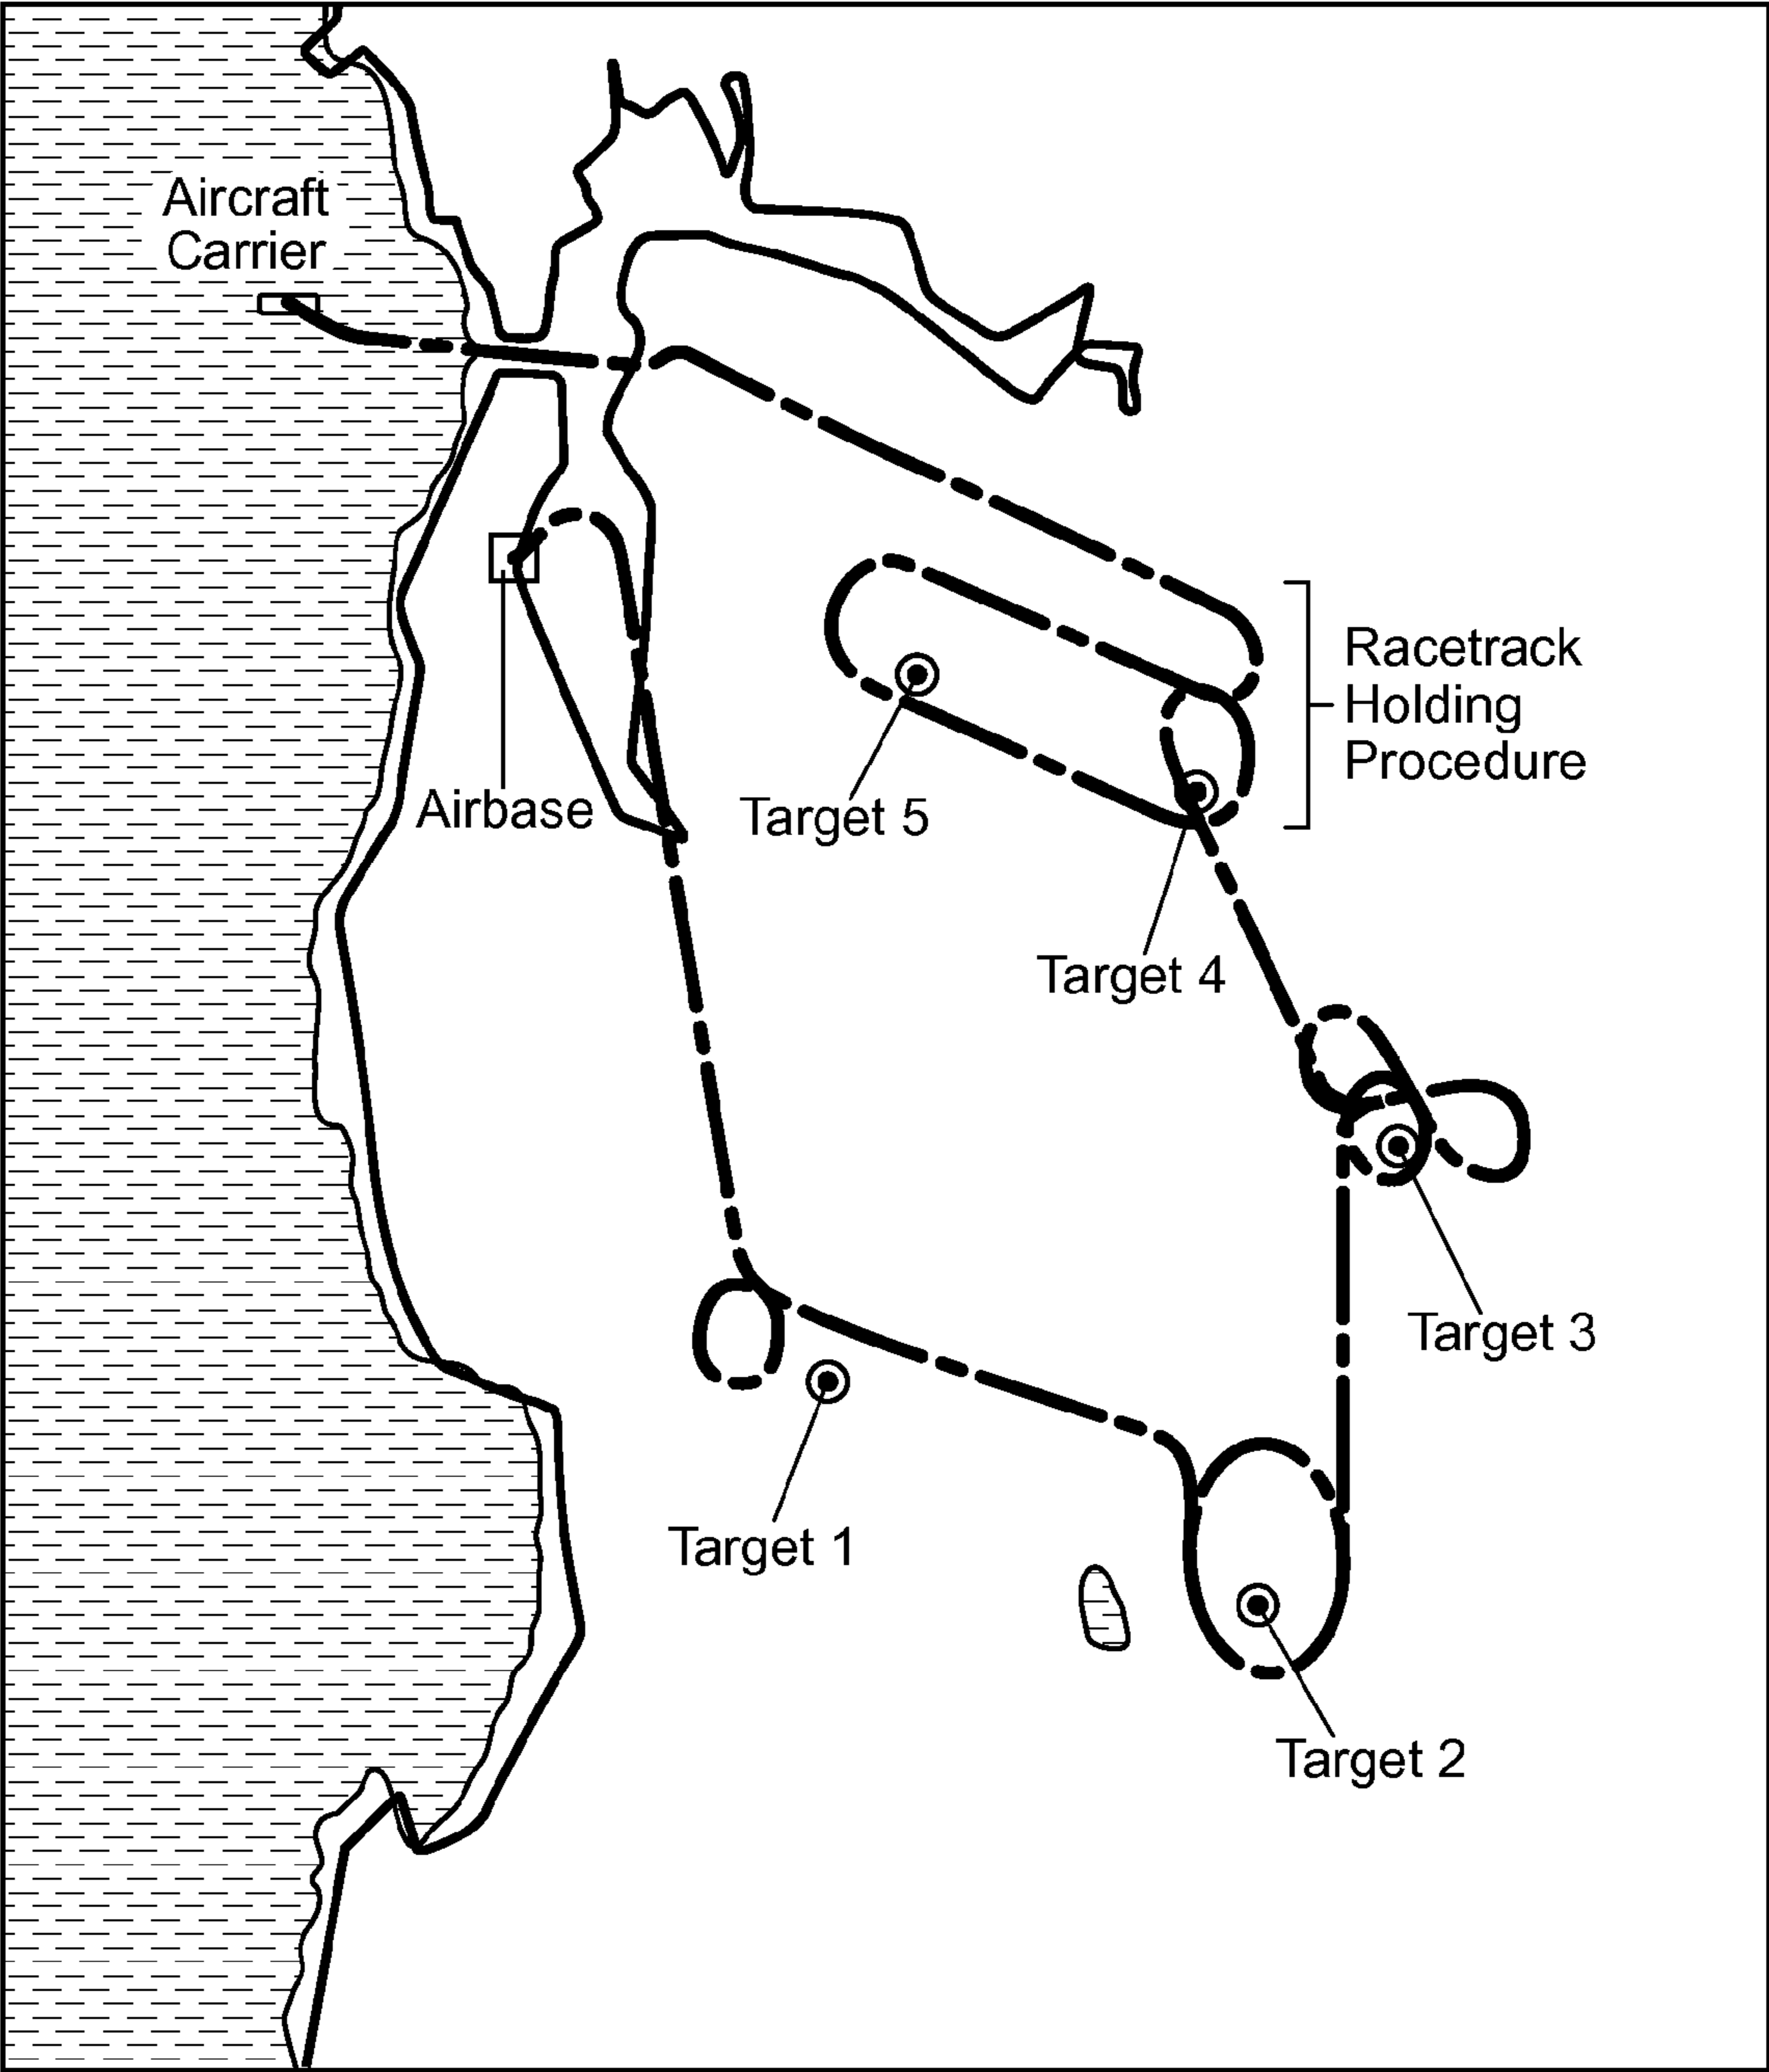 Aircraft
Carrier
Racetrack
Holding
Procedure
Airbase
Target 5
Target 4
Target 3
Target 1
Target 2